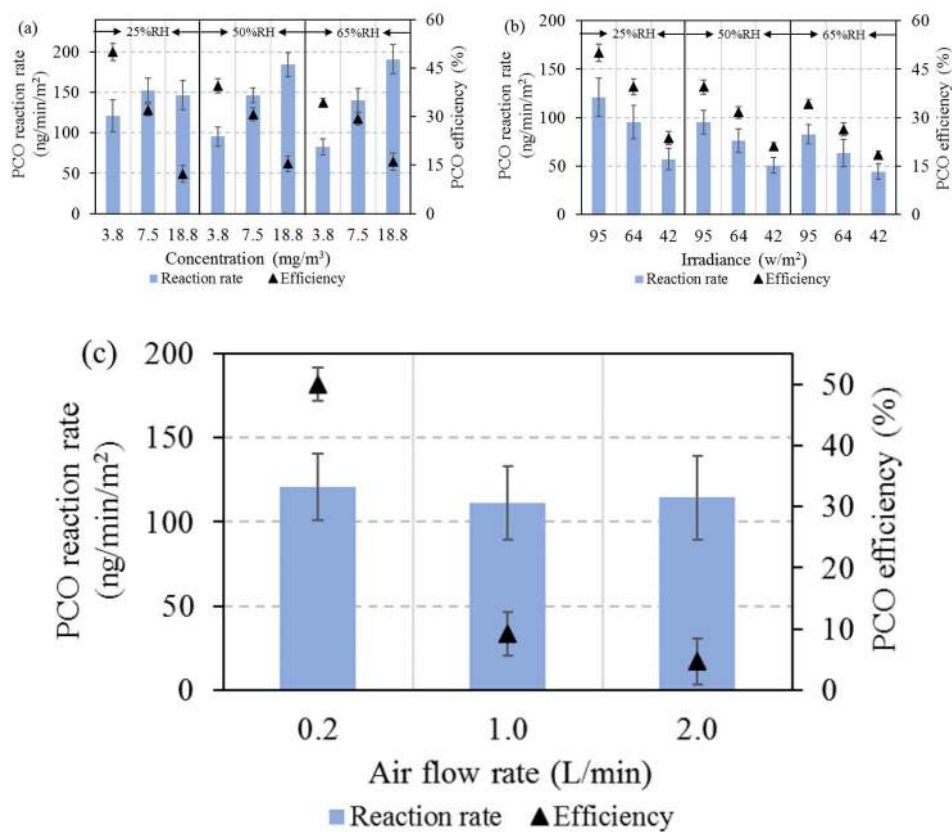 (a)
25%RH 50%RH 65%RH
PCO reaction rate
(ng/min/m²)
200
150
100
50
0
60
45
30
15
0
PCO efficiency (%)
3.8 7.5 18.8 3.8 7.5 18.8 3.8 7.5 18.8
Concentration (mg/m³)
Reaction rate Efficiency
(b)
25%RH 50%RH 65%RH
PCO reaction rate
(ng/min/m²)
200
150
100
50
0
60
45
30
15
0
PCO efficiency (%)
95 64 42 95 64 42 95 64 42
Irradiance (w/m²)
Reaction rate Efficiency
(c)
PCO reaction rate
(ng/min/m²)
200
150
100
50
0
50
40
30
20
10
0
PCO efficiency (%)
0.2 1.0 2.0
Air flow rate (L/min)
Reaction rate Efficiency